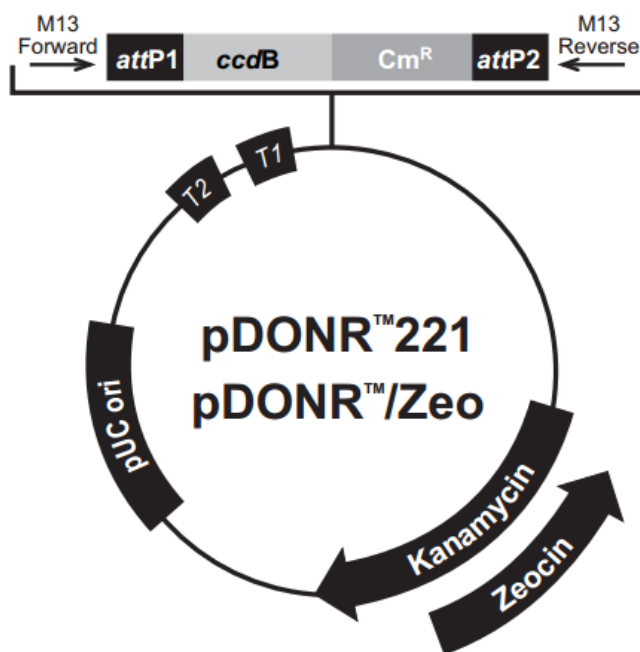 M13
Forward
attP1
ccdB
CmR
attP2
M13
Reverse
T2
T1
pDONR™221
pDONR™/Zeo
pUC ori
Kanamycin
Zeocin